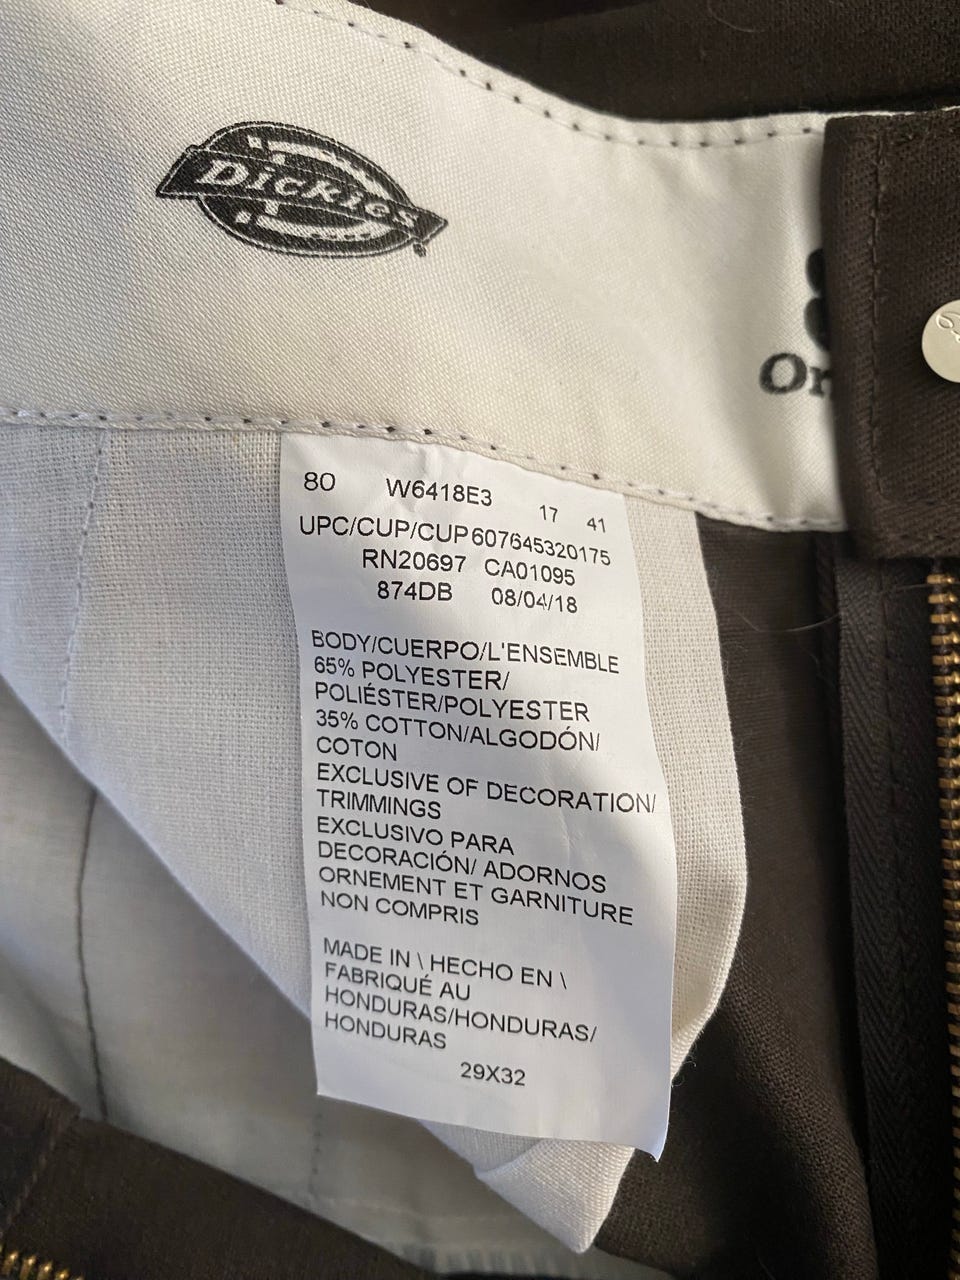 Dickies
Or
80 W6418E3 17 41
UPC/CUP/CUP 607645320175
RN20697 CA01095
874DB 08/04/18
BODY/CUERPO/L'ENSEMBLE
65% POLYESTER/
POLIÉSTER/POLYESTER
35% COTTON/ALGODÓN/
COTON
EXCLUSIVE OF DECORATION/
TRIMMINGS
EXCLUSIVO PARA
DECORACIÓN/ ADORNOS
ORNEMENT ET GARNITURE
NON COMPRIS
MADE IN \ HECHO EN \
FABRIQUÉ AU
HONDURAS/HONDURAS/
HONDURAS
29X32